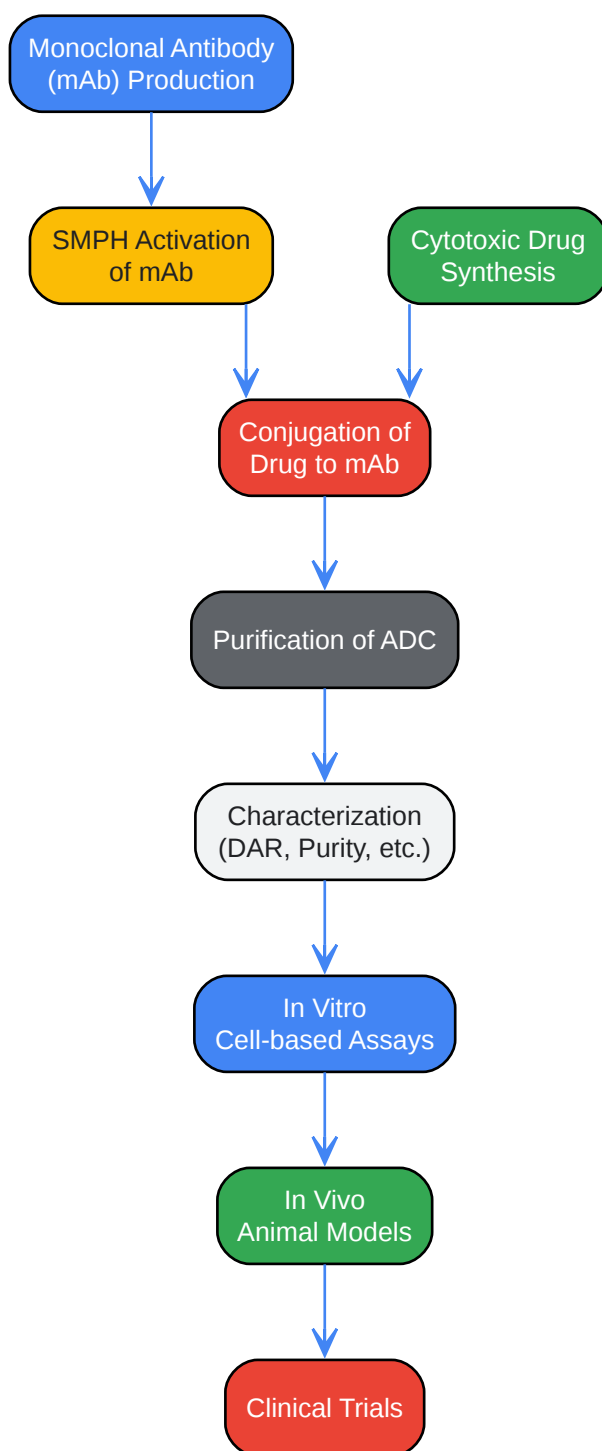 Monoclonal Antibody
(mAb) Production
SMPH Activation
of mAb
Cytotoxic Drug
Synthesis
Conjugation of
Drug to mAb
Purification of ADC
Characterization
(DAR, Purity, etc.)
In Vitro
Cell-based Assays
In Vivo
Animal Models
Clinical Trials